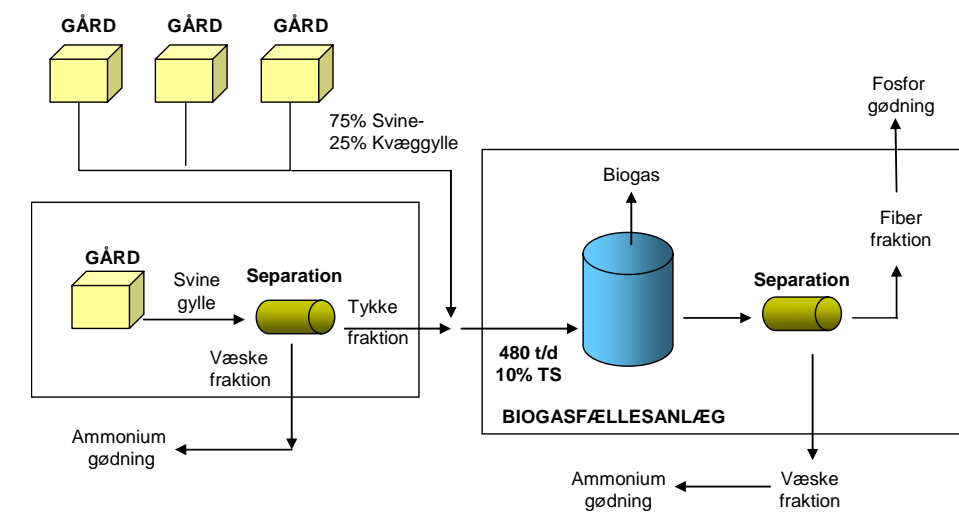 GÅRD
GÅRD
GÅRD
75% Svine-
25% Kvæggylle
Fosfor
gødning
Biogas
Fiber
fraktion
GÅRD
Svine
gylle
Separation
Tykke
fraktion
Væske
fraktion
Ammonium
gødning
480 t/d
10% TS
Separation
BIOGASFÆLLESANLÆG
Ammonium
gødning
Væske
fraktion